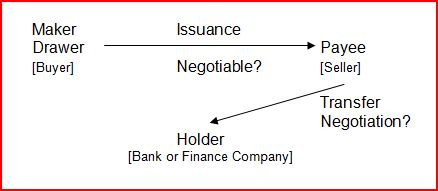 Maker
Drawer
[Buyer]
Issuance
Negotiable?
Payee
[Seller]
Transfer
Negotiation?
Holder
[Bank or Finance Company]